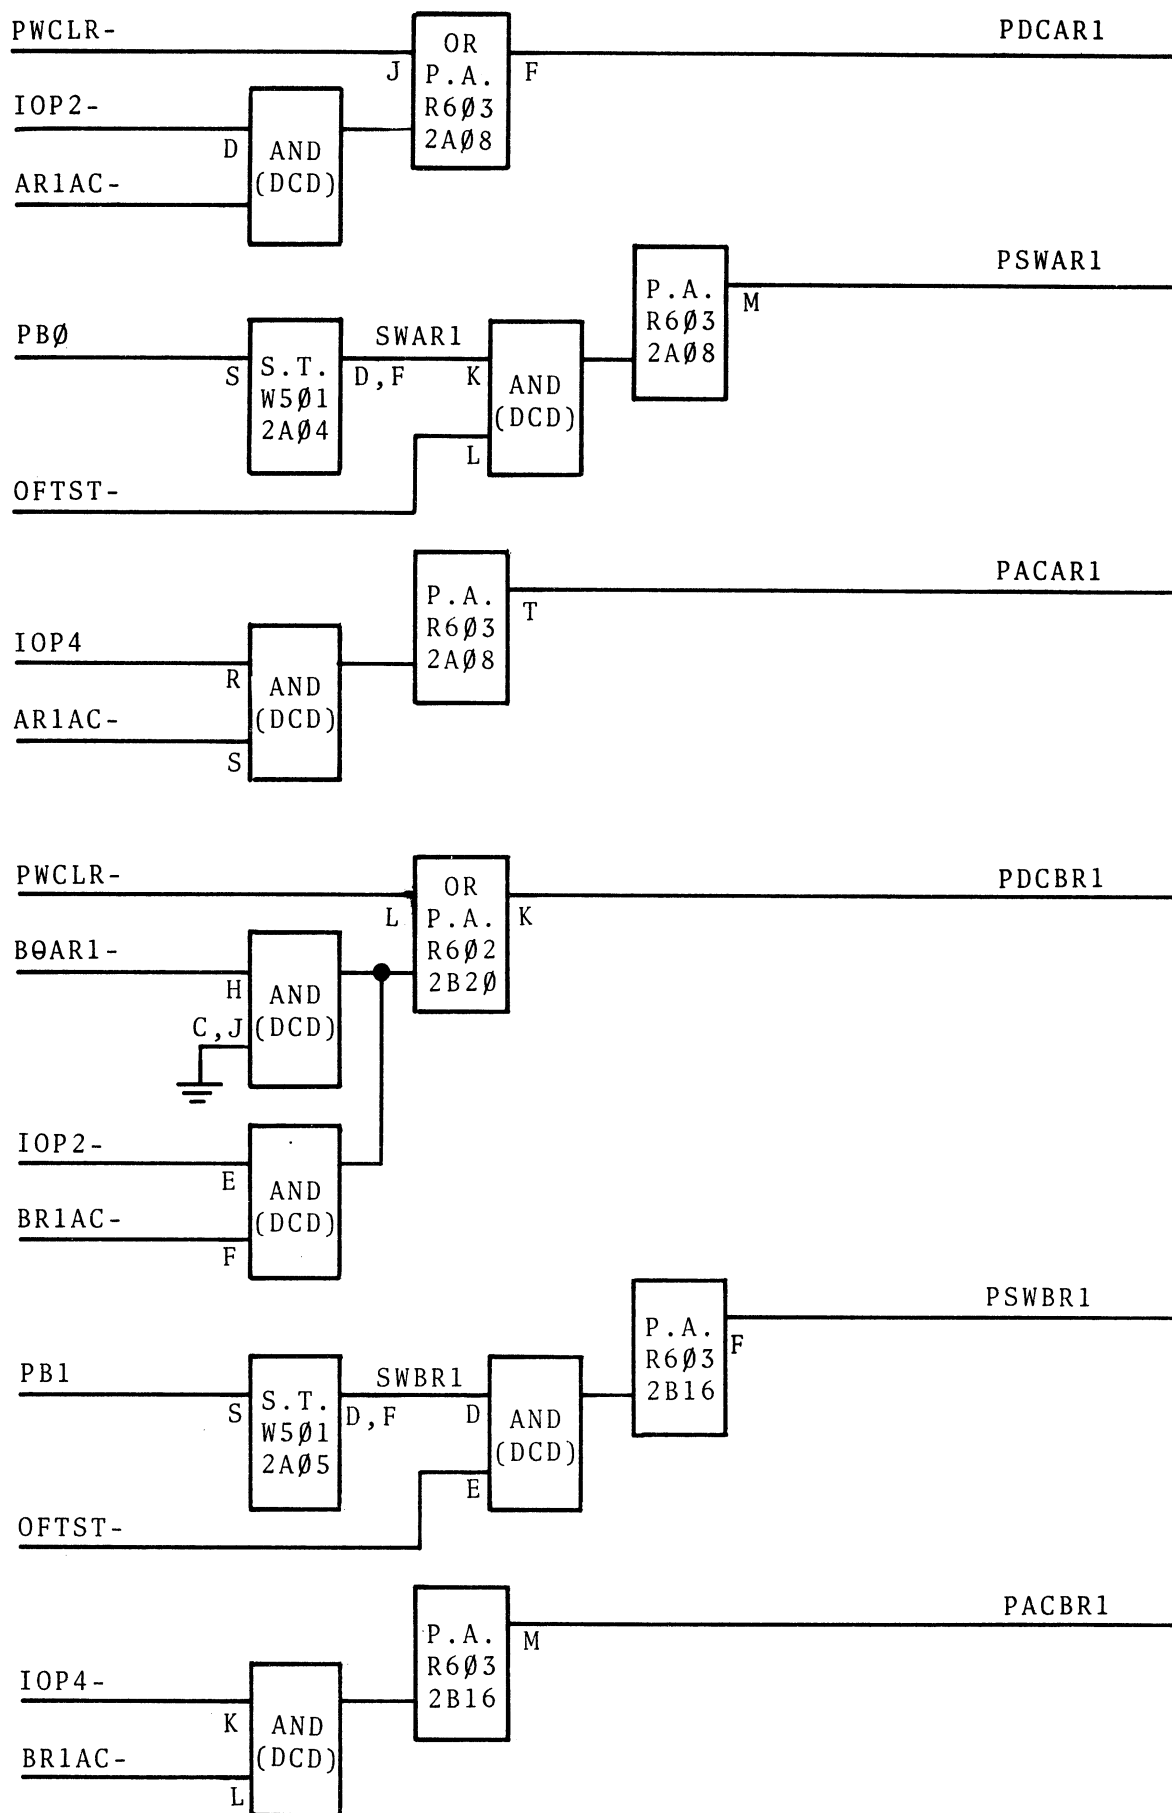 PWCLR-
J
OR
P.A.
R6Ø3
2AØ8
F
PDCAR1
IOP2-
D
AR1AC-
AND
(DCD)
PBØ
S
S.T.
W5Ø1
2AØ4
D,F
SWAR1
K
L
AND
(DCD)
P.A.
R6Ø3
2AØ8
M
PSWAR1
OFTST-
IOP4
R
AR1AC-
S
AND
(DCD)
P.A.
R6Ø3
2AØ8
T
PACAR1
PWCLR-
L
OR
P.A.
R6Ø2
2B2Ø
K
PDCBR1
BØAR1-
H
C,J
AND
(DCD)
IOP2-
E
BR1AC-
F
AND
(DCD)
PB1
S
S.T.
W5Ø1
2AØ5
D,F
SWBR1
D
E
AND
(DCD)
P.A.
R6Ø3
2B16
F
PSWBR1
OFTST-
IOP4-
K
BR1AC-
L
AND
(DCD)
P.A.
R6Ø3
2B16
M
PACBR1